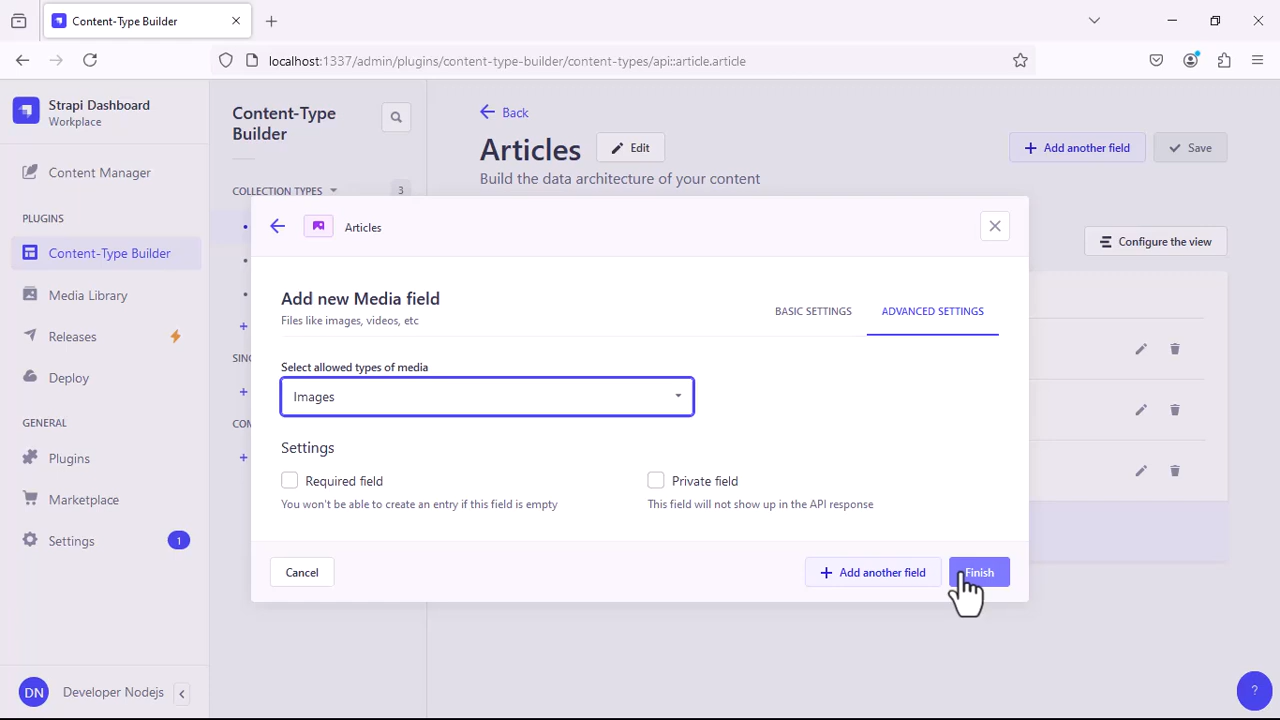 Content-Type Builder
localhost:1337/admin/plugins/content-type-builder/content-types/api::article.article
Strapi Dashboard
Workplace
Content Manager
PLUGINS
Content-Type Builder
Media Library
Releases
Deploy
GENERAL
Plugins
Marketplace
Settings
1
DN
Developer Nodejs
Content-Type
Builder
COLLECTION TYPES
3
SING
COM
Back
Articles
Edit
Build the data architecture of your content
Add another field
Save
Configure the view
Articles
Add new Media field
Files like images, videos, etc
BASIC SETTINGS
ADVANCED SETTINGS
Select allowed types of media
Images
Settings
Required field
You won't be able to create an entry if this field is empty
Private field
This field will not show up in the API response
Cancel
Add another field
Finish
?